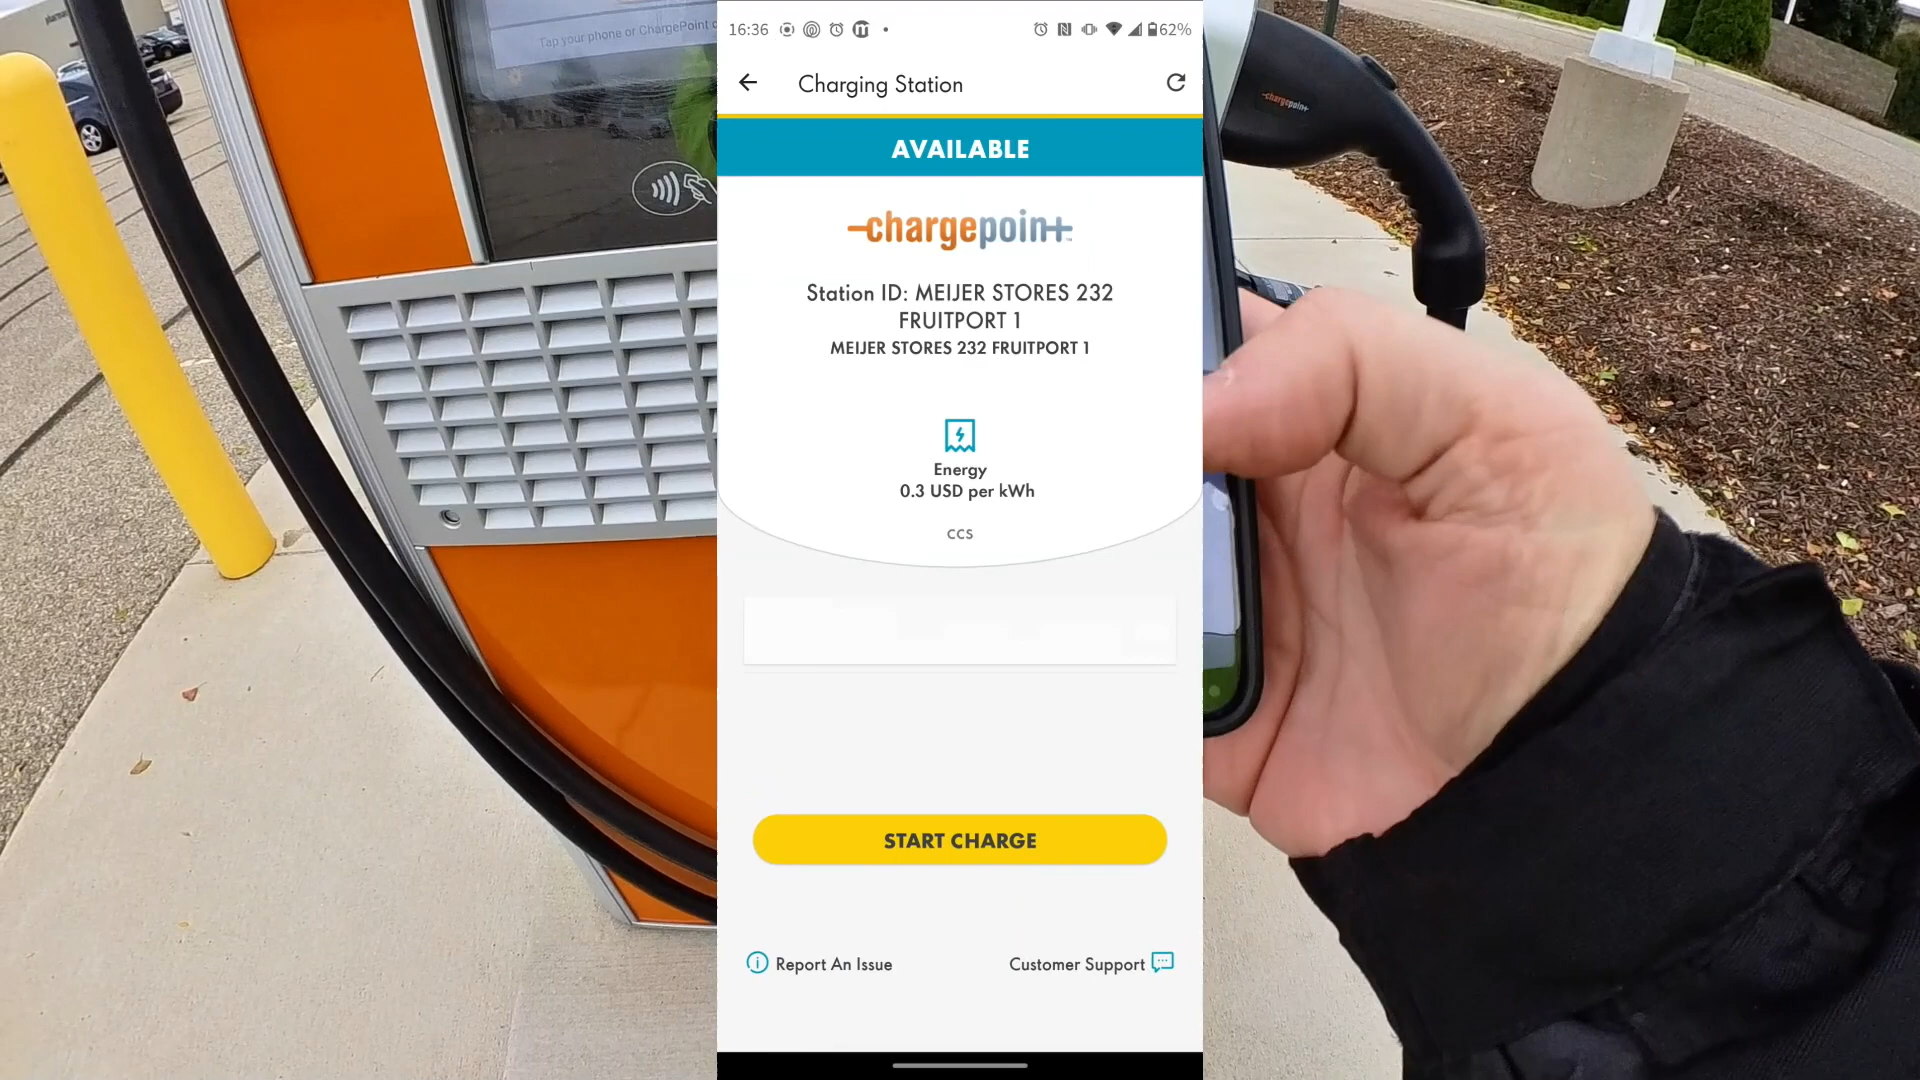 Tap your phone or ChargePoint
16:36
62%
Charging Station
AVAILABLE
chargepoin+
Station ID: MEIJER STORES 232
FRUITPORT 1
MEIJER STORES 232 FRUITPORT 1
Energy
0.3 USD per kWh
CCS
START CHARGE
Report An Issue
Customer Support
chargepoin+